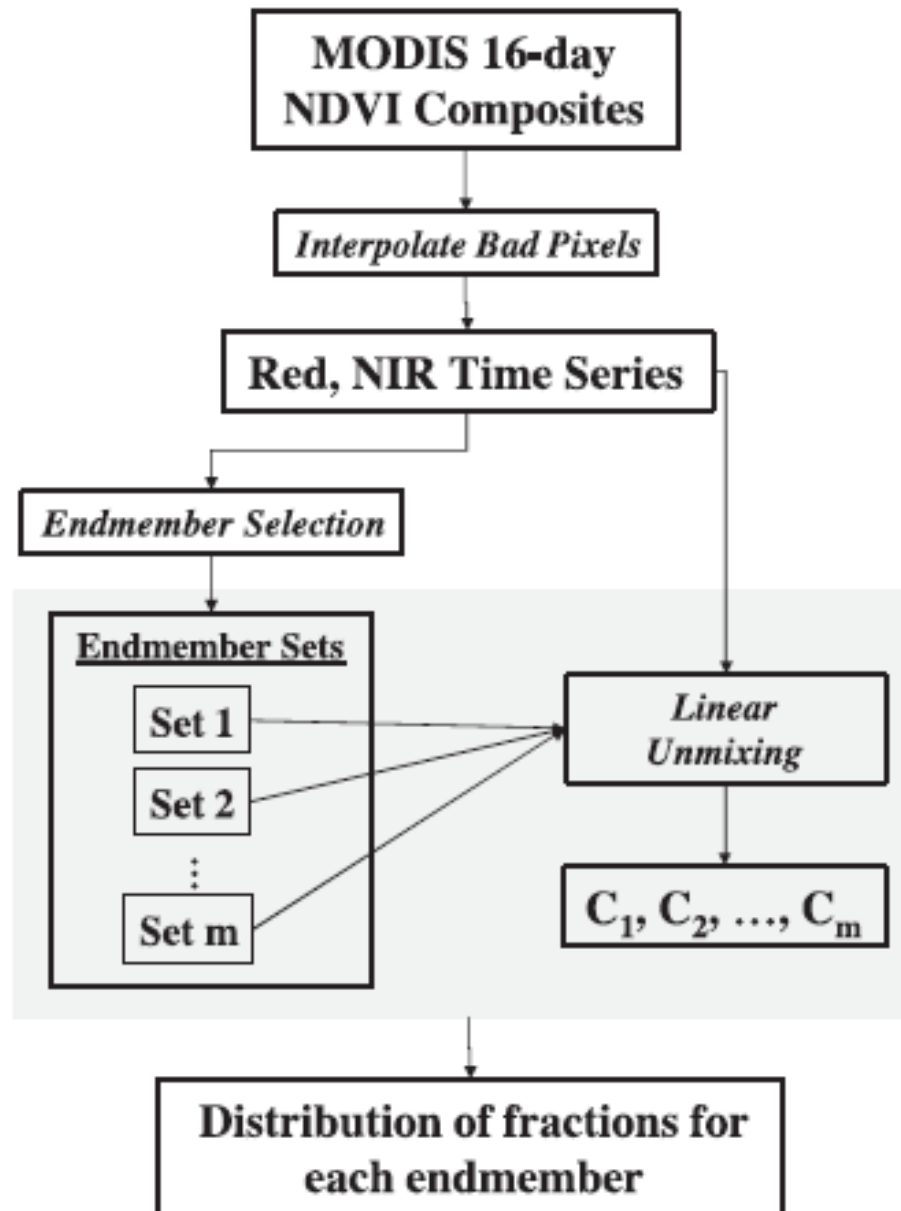 MODIS 16-day
NDVI Composites
Interpolate Bad Pixels
Red, NIR Time Series
Endmember Selection
Endmember Sets
Set 1
Set 2
⋮
Set m
Linear
Unmixing
C₁, C₂, ..., Cₘ
Distribution of fractions for
each endmember